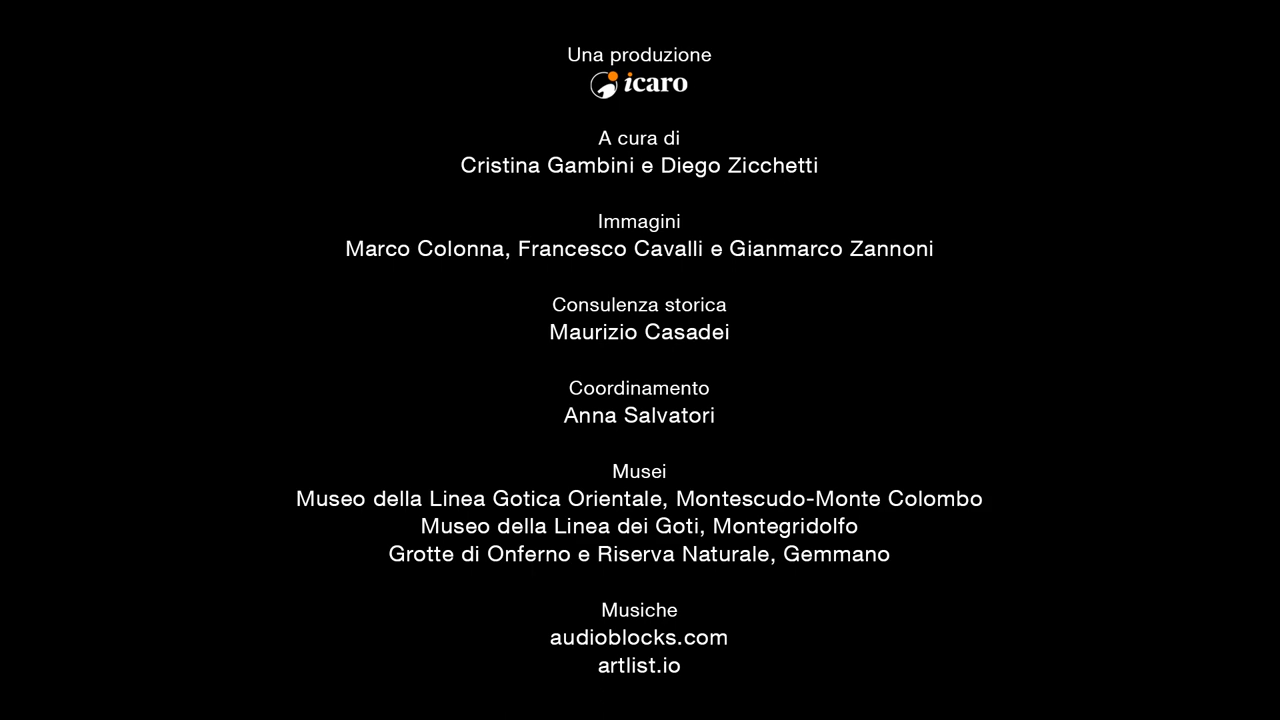 Una produzione
icaro
A cura di
Cristina Gambini e Diego Zicchetti
Immagini
Marco Colonna, Francesco Cavalli e Gianmarco Zannoni
Consulenza storica
Maurizio Casadei
Coordinamento
Anna Salvatori
Musei
Museo della Linea Gotica Orientale, Montescudo-Monte Colombo
Museo della Linea dei Goti, Montegridolfo
Grotte di Onferno e Riserva Naturale, Gemmano
Musiche
audioblocks.com
artlist.io